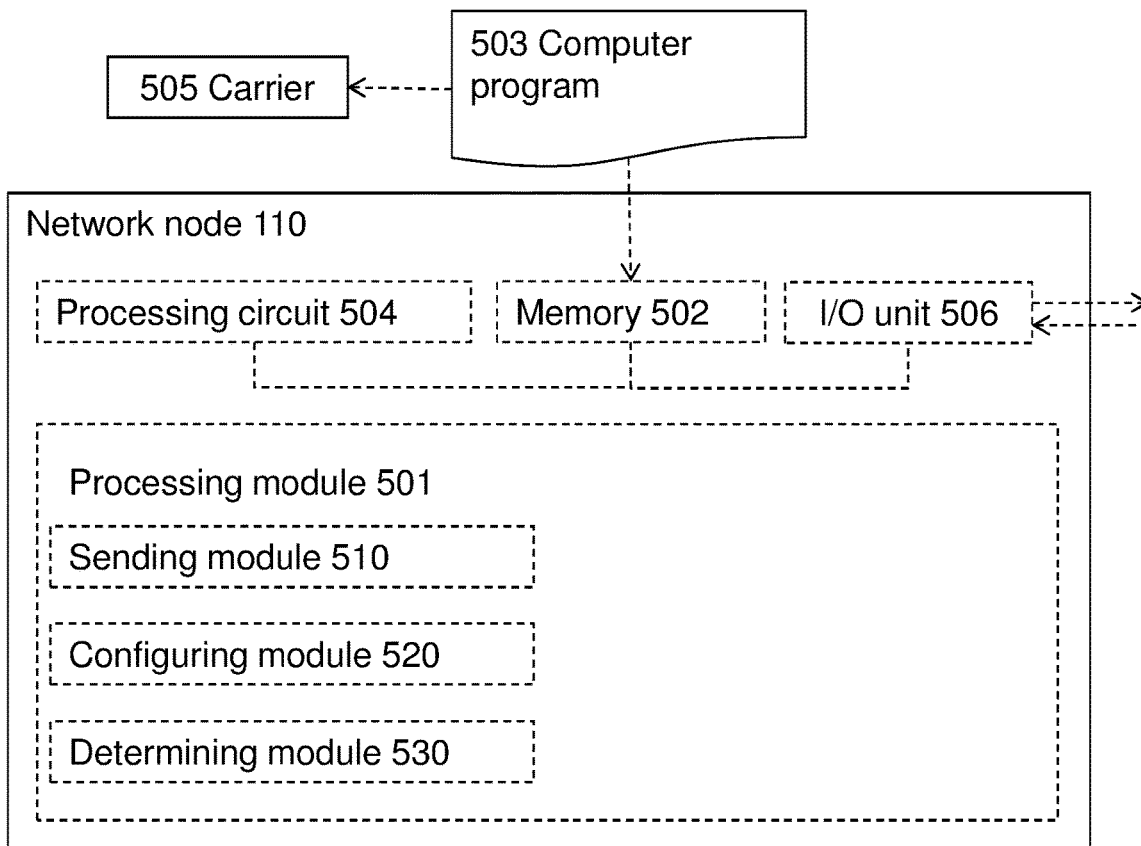 503 Computer
program
505 Carrier
Network node 110
Processing circuit 504
Memory 502
I/O unit 506
Processing module 501
Sending module 510
Configuring module 520
Determining module 530